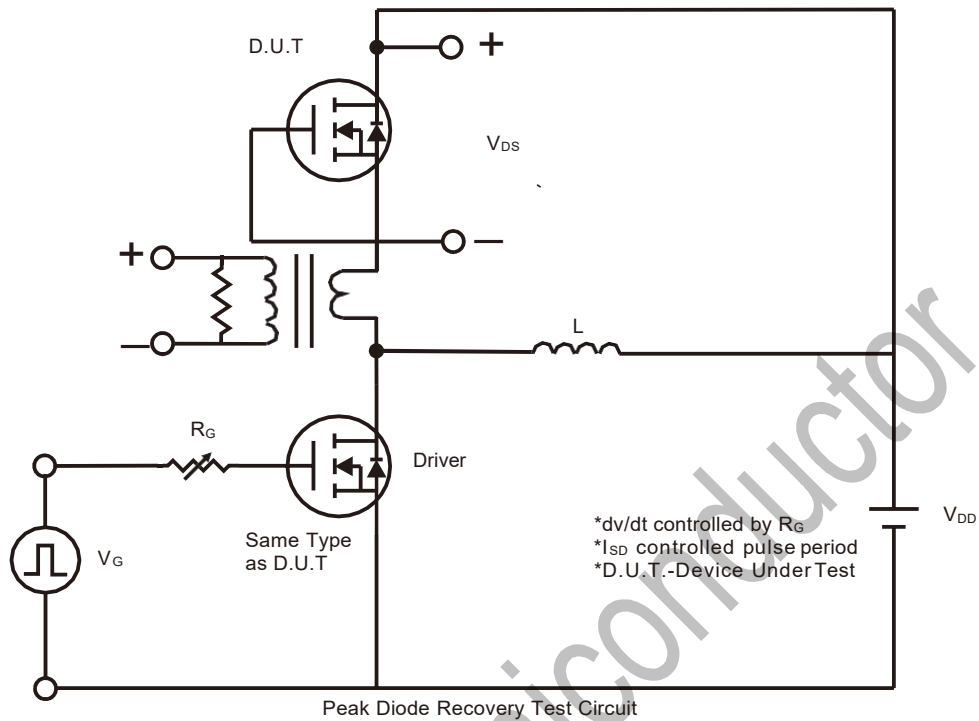 D.U.T
+
VDS
—
+
—
L
RG
Driver
VG
Same Type
as D.U.T
*dv/dt controlled by RG
*ISD controlled pulse period
*D.U.T.-Device Under Test
VDD
Peak Diode Recovery Test Circuit